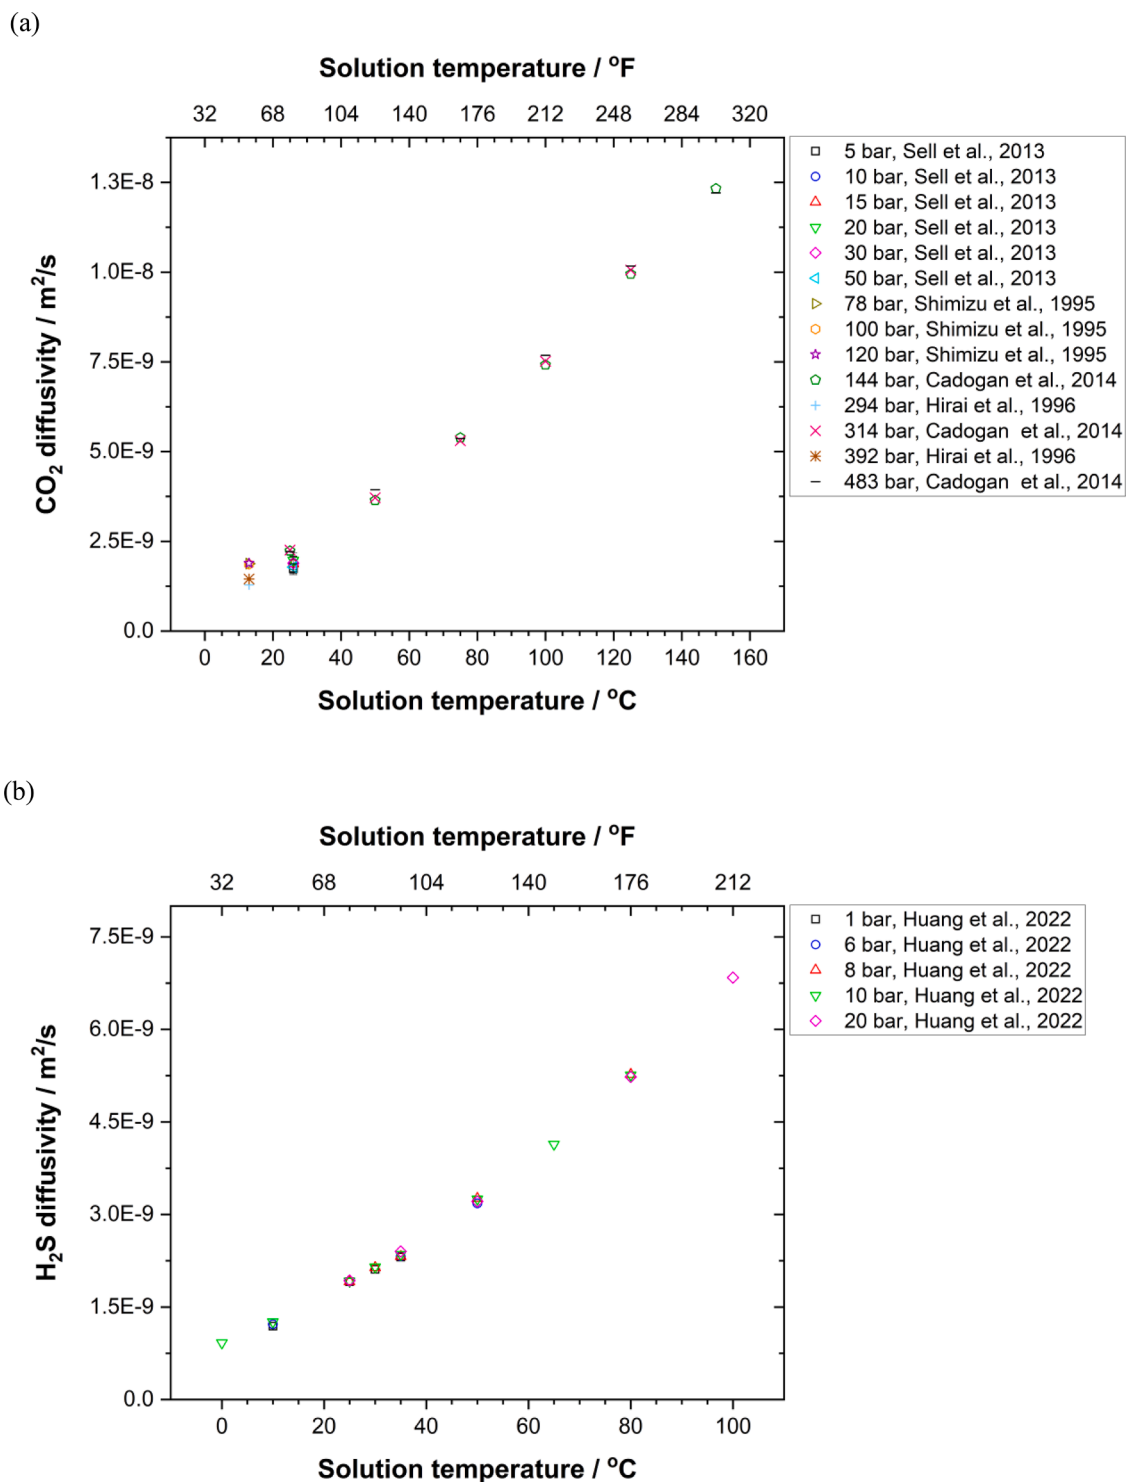 (a)
Solution temperature / °F
32 68 104 140 176 212 248 284 320
1.3E-8
1.0E-8
7.5E-9
5.0E-9
2.5E-9
0.0
CO₂ diffusivity / m²/s
0 20 40 60 80 100 120 140 160
Solution temperature / °C
5 bar, Sell et al., 2013
10 bar, Sell et al., 2013
15 bar, Sell et al., 2013
20 bar, Sell et al., 2013
30 bar, Sell et al., 2013
50 bar, Sell et al., 2013
78 bar, Shimizu et al., 1995
100 bar, Shimizu et al., 1995
120 bar, Shimizu et al., 1995
144 bar, Cadogan et al., 2014
294 bar, Hirai et al., 1996
314 bar, Cadogan et al., 2014
392 bar, Hirai et al., 1996
483 bar, Cadogan et al., 2014
(b)
Solution temperature / °F
32 68 104 140 176 212
7.5E-9
6.0E-9
4.5E-9
3.0E-9
1.5E-9
0.0
H₂S diffusivity / m²/s
0 20 40 60 80 100
Solution temperature / °C
1 bar, Huang et al., 2022
6 bar, Huang et al., 2022
8 bar, Huang et al., 2022
10 bar, Huang et al., 2022
20 bar, Huang et al., 2022